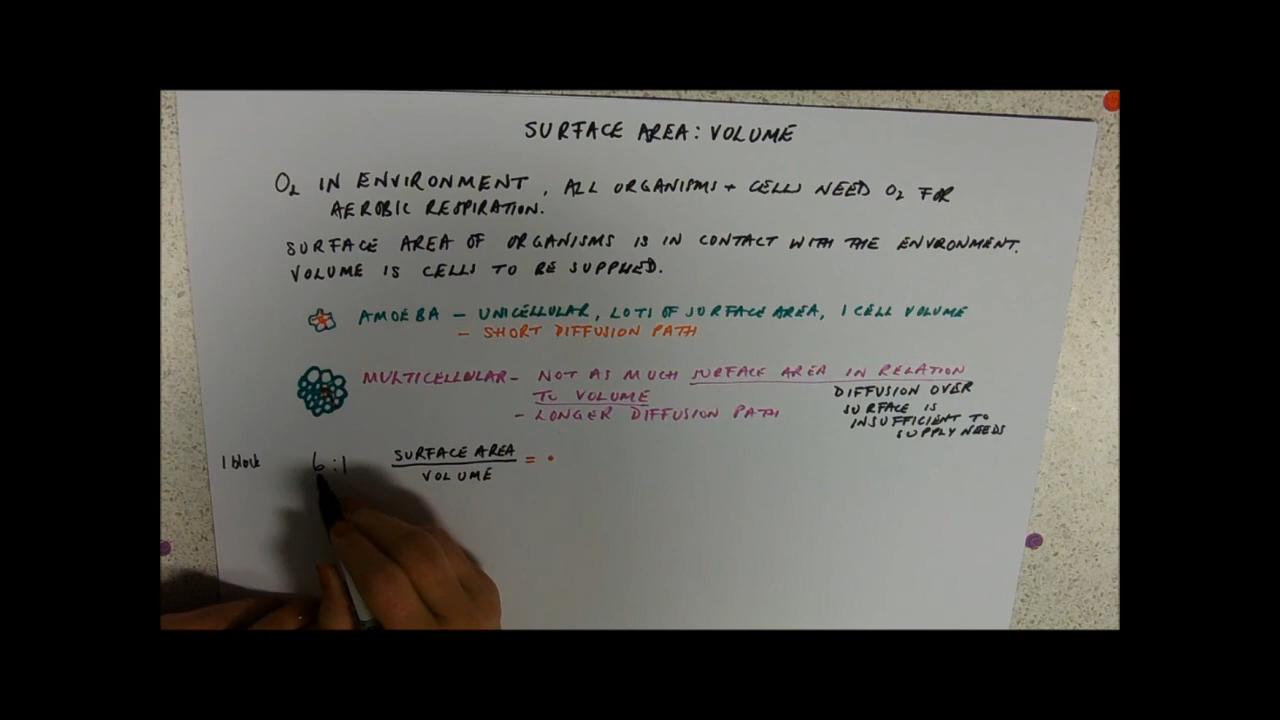 SURFACE AREA: VOLUME
O2 IN ENVIRONMENT, ALL ORGANISMS + CELLS NEED O2 FOR
AEROBIC RESPIRATION.
SURFACE AREA OF ORGANISMS IS IN CONTACT WITH THE ENVIRONMENT.
VOLUME IS CELLS TO BE SUPPLIED.
AMOEBA - UNICELLULAR, LOTS OF SURFACE AREA, 1 CELL VOLUME
- SHORT DIFFUSION PATH
MULTICELLULAR - NOT AS MUCH SURFACE AREA IN RELATION
TO VOLUME
- LONGER DIFFUSION PATH
DIFFUSION OVER
SURFACE IS
INSUFFICIENT TO
SUPPLY NEEDS
1 block 6:1
SURFACE AREA
VOLUME
=